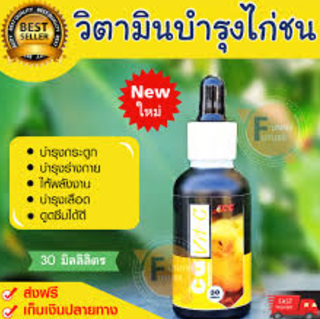 BEST
SELLER
วิตามินบำรุงไก่ชน
New
ใหม่
บำรุงกระดูก
บำรุงร่างกาย
ให้พลังงาน
บำรุงเลือด
ดูดซึมได้ดี
30 มิลลิลิตร
ส่งฟรี
เก็บเงินปลายทาง
30
FAST